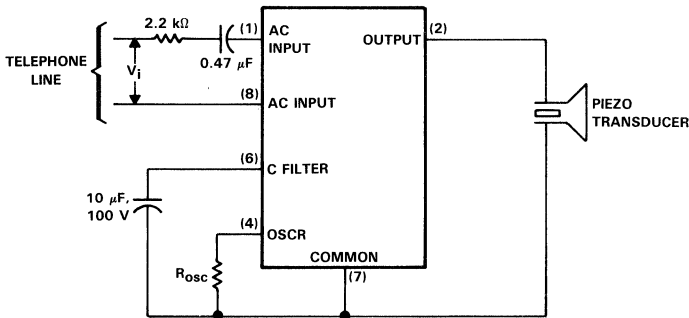 2.2 kΩ
(1)
AC
INPUT
OUTPUT
(2)
0.47 μF
TELEPHONE
LINE
Vi
(8)
AC INPUT
PIEZO
TRANSDUCER
(6)
C FILTER
10 μF,
100 V
(4)
OSCR
ROSC
COMMON
(7)